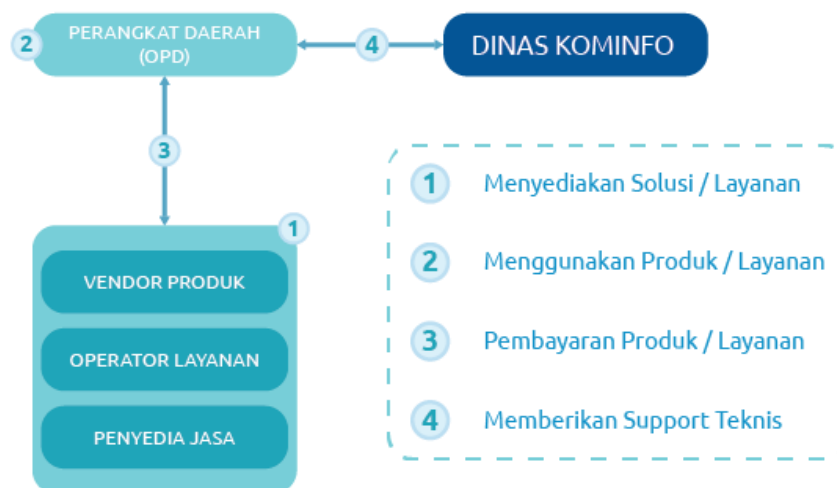 2
PERANGKAT DAERAH
(OPD)
4
DINAS KOMINFO
3
1
VENDOR PRODUK
OPERATOR LAYANAN
PENYEDIA JASA
1 Menyediakan Solusi / Layanan
2 Menggunakan Produk / Layanan
3 Pembayaran Produk / Layanan
4 Memberikan Support Teknis